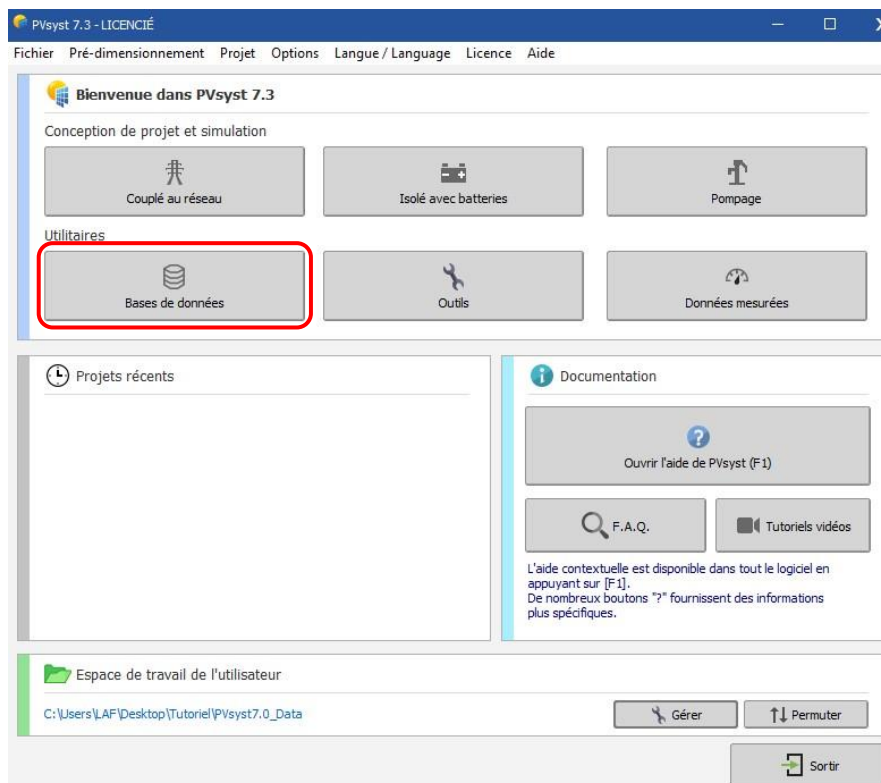 PVsyst 7.3 - LICENCIÉ
Fichier Pré-dimensionnement Projet Options Langue / Language Licence Aide
Bienvenue dans PVsyst 7.3
Conception de projet et simulation
Couplé au réseau
Isolé avec batteries
Pompage
Utilitaires
Bases de données
Outils
Données mesurées
Projets récents
Documentation
Ouvrir l'aide de PVsyst (F1)
F.A.Q.
Tutoriels vidéos
L'aide contextuelle est disponible dans tout le logiciel en
appuyant sur [F1].
De nombreux boutons "?" fournissent des informations
plus spécifiques.
Espace de travail de l'utilisateur
C:\Users\LAF\Desktop\Tutoriel\PVsyst7.0_Data
Gérer
Permuter
Sortir